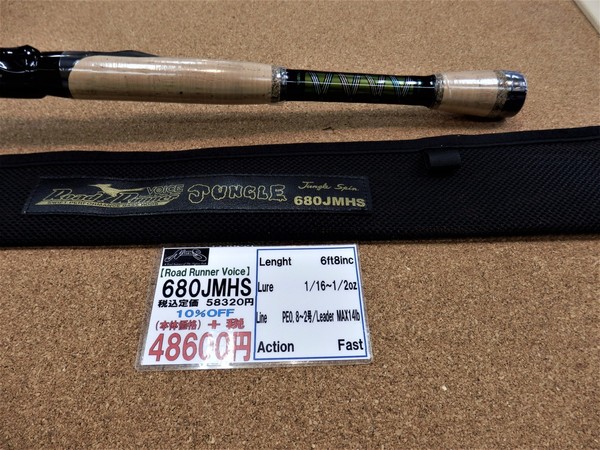 VOICE
Road Runner JUNGLE
Jungle Spin
680JMHS
【Road Runner Voice】
680JMHS
税込定価 58320円
10%OFF
(本体価格)+税
48600円
Lenght 6ft8inc
Lure 1/16~1/2oz
Line PE0,8~2号/Leader MAX14lb
Action Fast